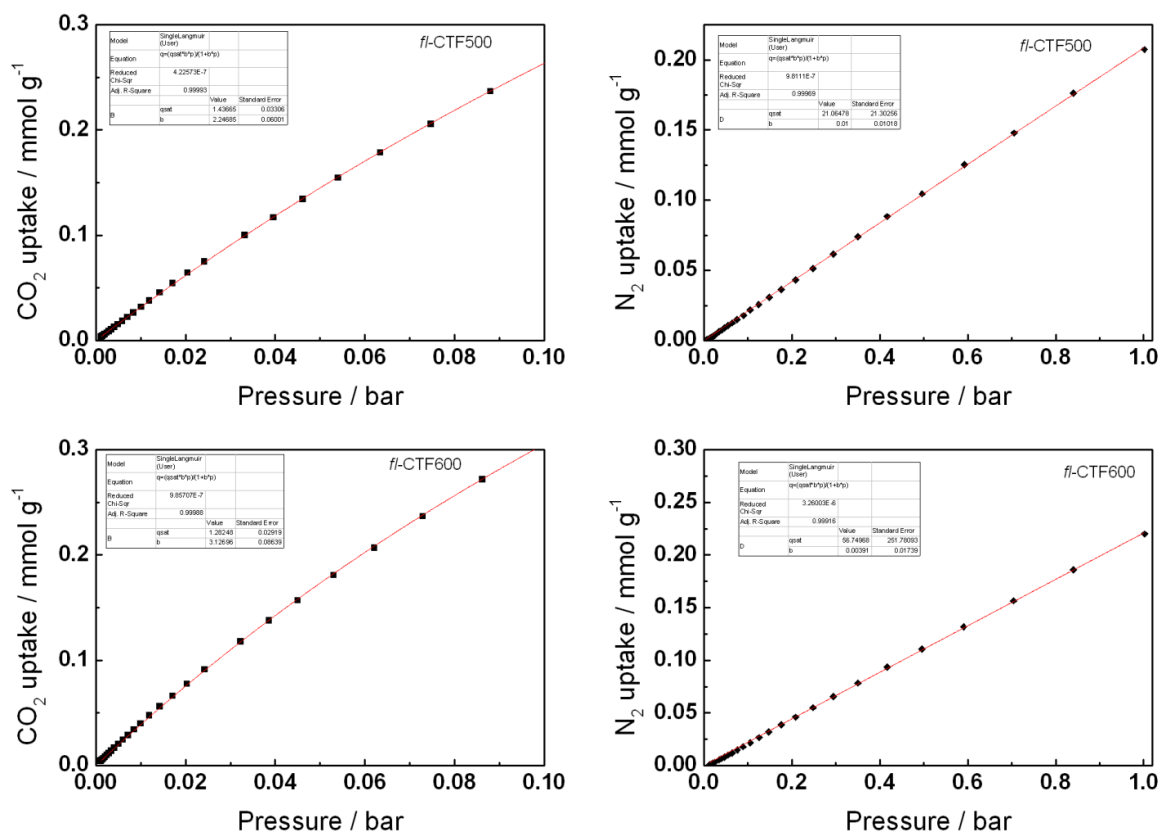 fl-CTF500
Model SingleLangmuir (User)
Equation q=(qsat*b*p)/(1+b*p)
Reduced Chi-Sqr 4.22573E-7
Adj. R-Square 0.99993
Value Standard Error
B qsat 1.43665 0.03306
b 2.24685 0.06001
CO2 uptake / mmol g-1
0.3
0.2
0.1
0.0
0.00 0.02 0.04 0.06 0.08 0.10
Pressure / bar
fl-CTF500
Model SingleLangmuir (User)
Equation q=(qsat*b*p)/(1+b*p)
Reduced Chi-Sqr 9.8111E-7
Adj. R-Square 0.99969
Value Standard Error
D qsat 21.06478 21.30256
b 0.01 0.01018
N2 uptake / mmol g-1
0.20
0.15
0.10
0.05
0.00
0.0 0.2 0.4 0.6 0.8 1.0
Pressure / bar
fl-CTF600
Model SingleLangmuir (User)
Equation q=(qsat*b*p)/(1+b*p)
Reduced Chi-Sqr 9.85707E-7
Adj. R-Square 0.99988
Value Standard Error
B qsat 1.28248 0.02919
b 3.12696 0.08639
CO2 uptake / mmol g-1
0.3
0.2
0.1
0.0
0.00 0.02 0.04 0.06 0.08 0.10
Pressure / bar
fl-CTF600
Model SingleLangmuir (User)
Equation q=(qsat*b*p)/(1+b*p)
Reduced Chi-Sqr 3.26003E-6
Adj. R-Square 0.99916
Value Standard Error
D qsat 56.74968 251.78093
b 0.00391 0.01739
N2 uptake / mmol g-1
0.30
0.25
0.20
0.15
0.10
0.05
0.00
0.0 0.2 0.4 0.6 0.8 1.0
Pressure / bar